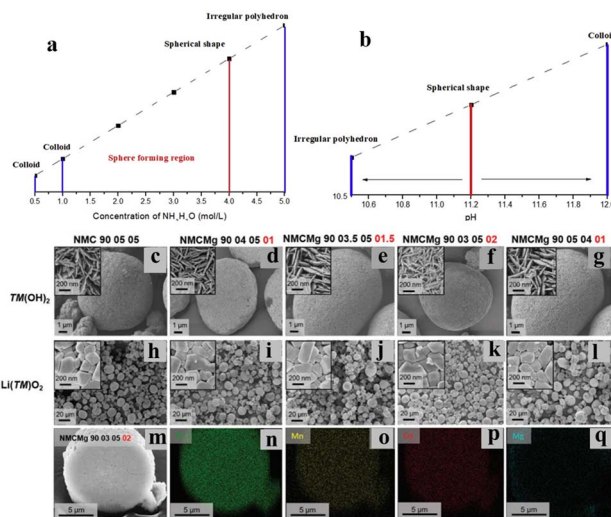 a
Irregular polyhedron
Spherical shape
Colloid
Colloid
Sphere forming region
0.5 1.0 1.5 2.0 2.5 3.0 3.5 4.0 4.5 5.0
Concentration of NH₃H₂O (mol/L)
b
Colloid
Spherical shape
Irregular polyhedron
10.5
10.6 10.8 11.0 11.2 11.4 11.6 11.8 12.0
pH
NMC 90 05 05
NMCMg 90 04 05 01
NMCMg 90 03.5 05 01.5
NMCMg 90 03 05 02
NMCMg 90 05 04 01
TM(OH)₂
c
200 nm
1 µm
d
200 nm
1 µm
e
200 nm
1 µm
f
200 nm
1 µm
g
200 nm
1 µm
Li(TM)O₂
h
200 nm
20 µm
i
200 nm
20 µm
j
200 nm
20 µm
k
200 nm
20 µm
l
200 nm
20 µm
NMCMg 90 03 05 02
m
5 µm
n
5 µm
Mn
o
5 µm
p
5 µm
Mg
q
5 µm